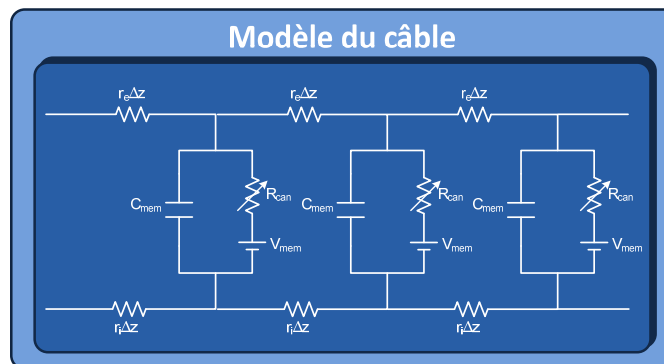 Modèle du câble
rₑΔz rₑΔz rₑΔz
Cmem Rcan Cmem Rcan Cmem Rcan
Vmem Vmem Vmem
rᵢΔz rᵢΔz rᵢΔz